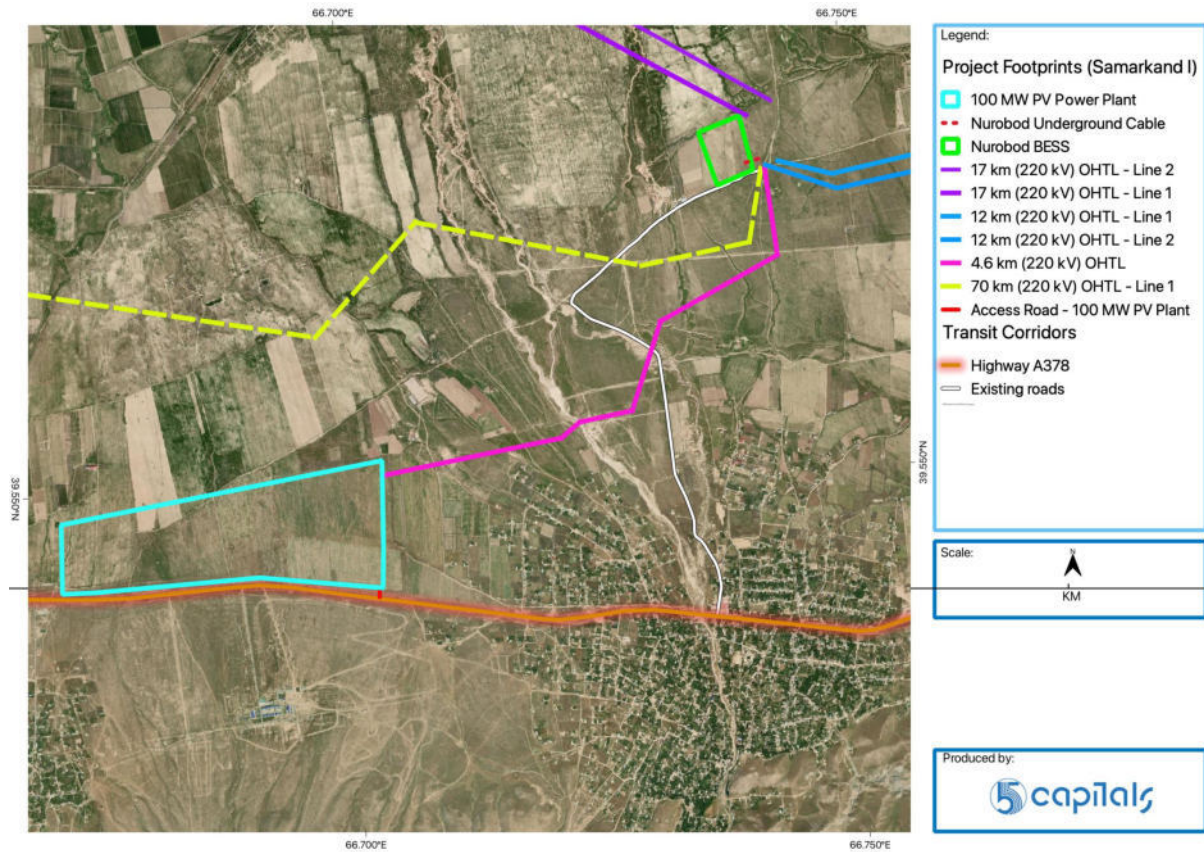 66.700°E
66.750°E
39.550°N
39.550°N
66.700°E
66.750°E
Legend:
Project Footprints (Samarkand I)
100 MW PV Power Plant
Nurobod Underground Cable
Nurobod BESS
17 km (220 kV) OHTL - Line 2
17 km (220 kV) OHTL - Line 1
12 km (220 kV) OHTL - Line 1
12 km (220 kV) OHTL - Line 2
4.6 km (220 kV) OHTL
70 km (220 kV) OHTL - Line 1
Access Road - 100 MW PV Plant
Transit Corridors
Highway A378
Existing roads
Scale:
N
KM
Produced by:
5 capitals